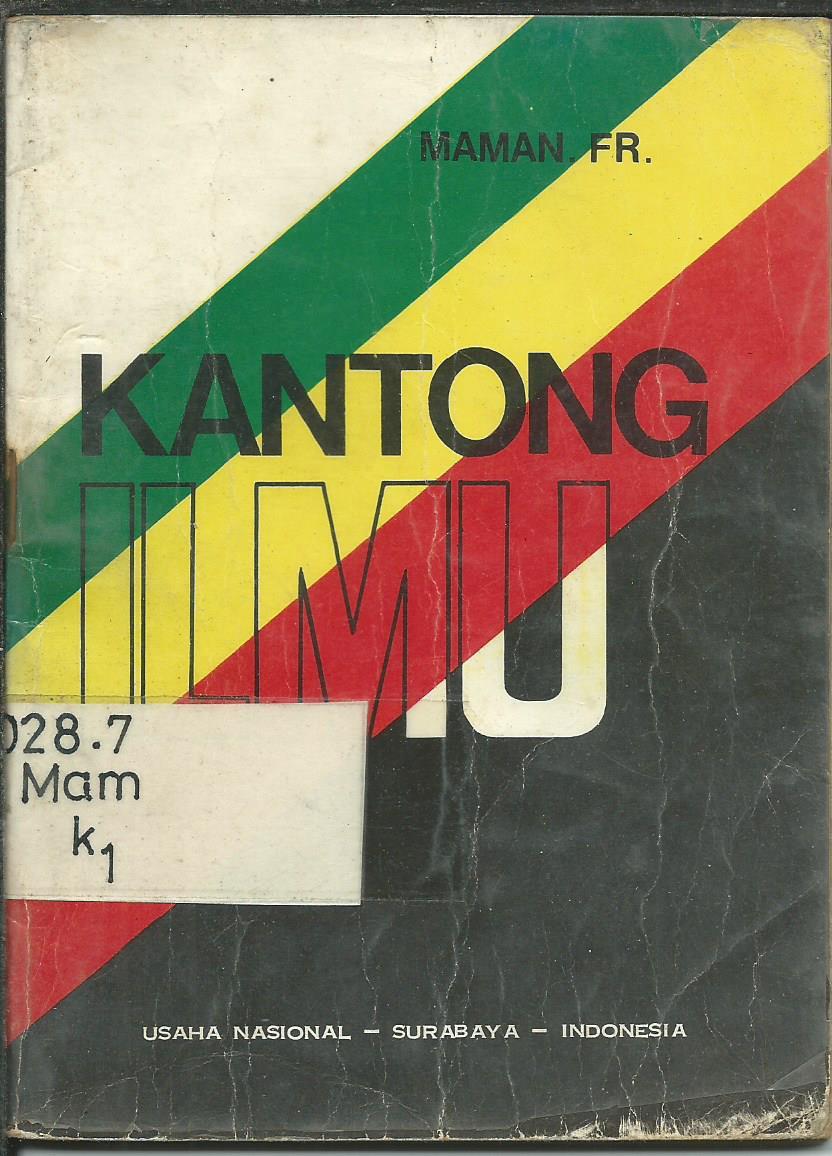 MAMAN. FR.
KANTONG
ILMU
028.7
Mam
k1
USAHA NASIONAL – SURABAYA – INDONESIA